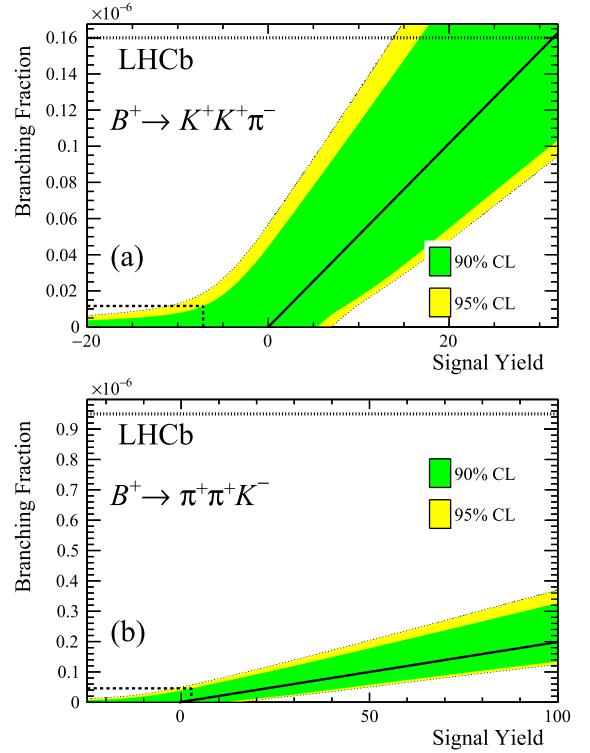 ×10⁻⁶
Branching Fraction
0.16
0.14
0.12
0.1
0.08
0.06
0.04
0.02
0
LHCb
B⁺→ K⁺K⁺π⁻
(a)
90% CL
95% CL
−20 0 20
Signal Yield
×10⁻⁶
Branching Fraction
0.9
0.8
0.7
0.6
0.5
0.4
0.3
0.2
0.1
0
LHCb
B⁺→ π⁺π⁺K⁻
90% CL
95% CL
(b)
0 50 100
Signal Yield